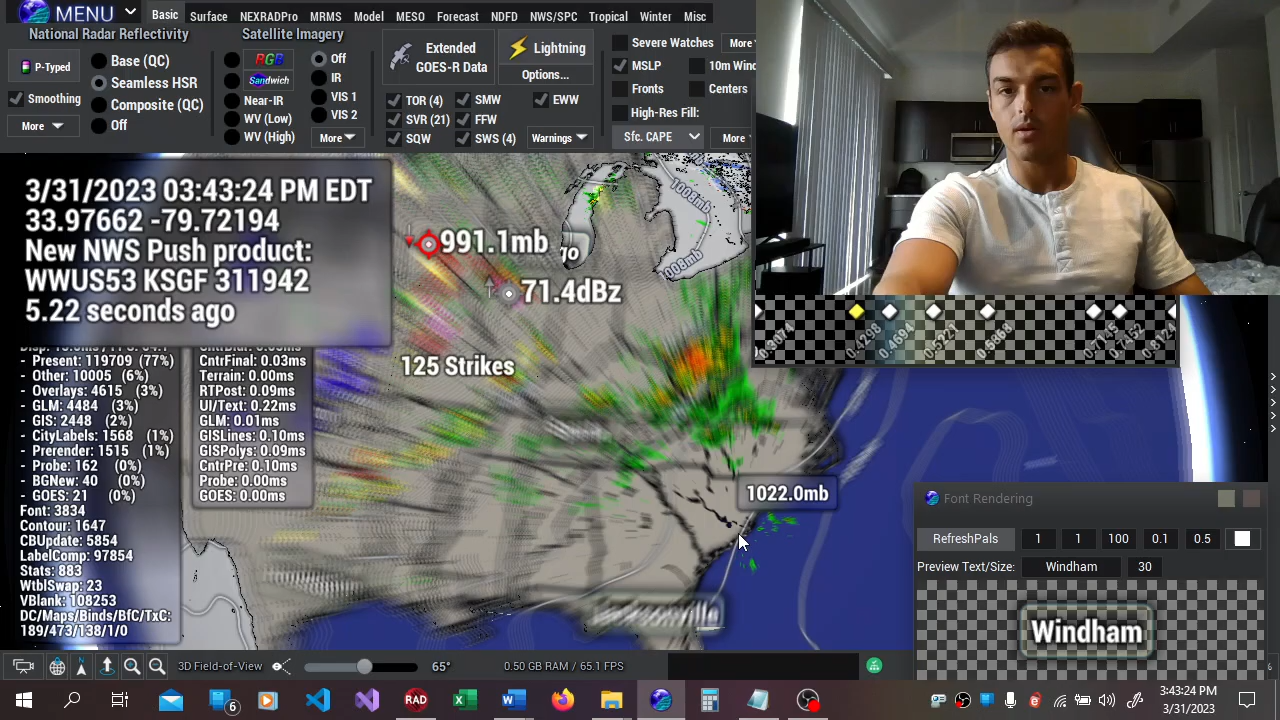 MENU
Basic Surface NEXRADPro MRMS Model MESO Forecast NDFD NWS/SPC Tropical Winter Misc
National Radar Reflectivity
P-Typed
Base (QC)
Seamless HSR
Smoothing
Composite (QC)
More
Off
Satellite Imagery
RGB
Off
Sandwich
IR
Near-IR
VIS 1
WV (Low)
VIS 2
WV (High)
More
Extended
GOES-R Data
Lightning
Options...
TOR (4) SMW EWW
SVR (21) FFW
SQW SWS (4) Warnings
Severe Watches More
MSLP 10m Win
Fronts Centers
High-Res Fill:
Sfc. CAPE More
3/31/2023 03:43:24 PM EDT
33.97662 -79.72194
New NWS Push product:
WWUS53 KSGF 311942
5.22 seconds ago
- Present: 119709 (77%)
- Other: 10005 (6%)
- Overlays: 4615 (3%)
- GLM: 4484 (3%)
- GIS: 2448 (2%)
- CityLabels: 1568 (1%)
- Prerender: 1515 (1%)
- Probe: 162 (0%)
- BGNew: 40 (0%)
- GOES: 21 (0%)
Font: 3834
Contour: 1647
CBUpdate: 5854
LabelComp: 97854
Stats: 883
WtblSwap: 23
VBlank: 108253
DC/Maps/Binds/BfC/TxC:
189/473/138/1/0
CntrFinal: 0.03ms
Terrain: 0.00ms
RTPost: 0.09ms
UI/Text: 0.22ms
GLM: 0.01ms
GISLines: 0.10ms
GISPolys: 0.09ms
CntrPre: 0.10ms
Probe: 0.00ms
GOES: 0.00ms
991.1mb
go
71.4dBz
125 Strikes
1008mb
1008mb
1022.0mb
Jacksonville
0.4298 0.4694
Font Rendering
RefreshPals 1 1 100 0.1 0.5
Preview Text/Size: Windham 30
Windham
3D Field-of-View 65° 0.50 GB RAM / 65.1 FPS
6
RAD
3:43:24 PM
3/31/2023